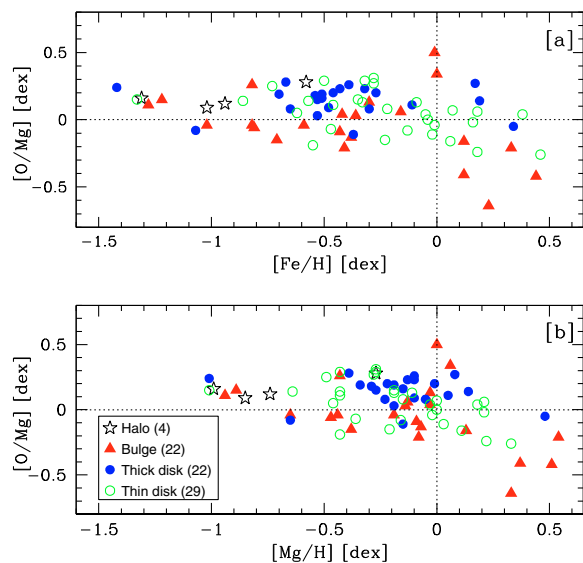 [a]
[O/Mg] [dex]
0.5
0
−0.5
−1.5
−1
−0.5
0
0.5
[Fe/H] [dex]
[b]
[O/Mg] [dex]
0.5
0
−0.5
Halo (4)
Bulge (22)
Thick disk (22)
Thin disk (29)
−1.5
−1
−0.5
0
0.5
[Mg/H] [dex]